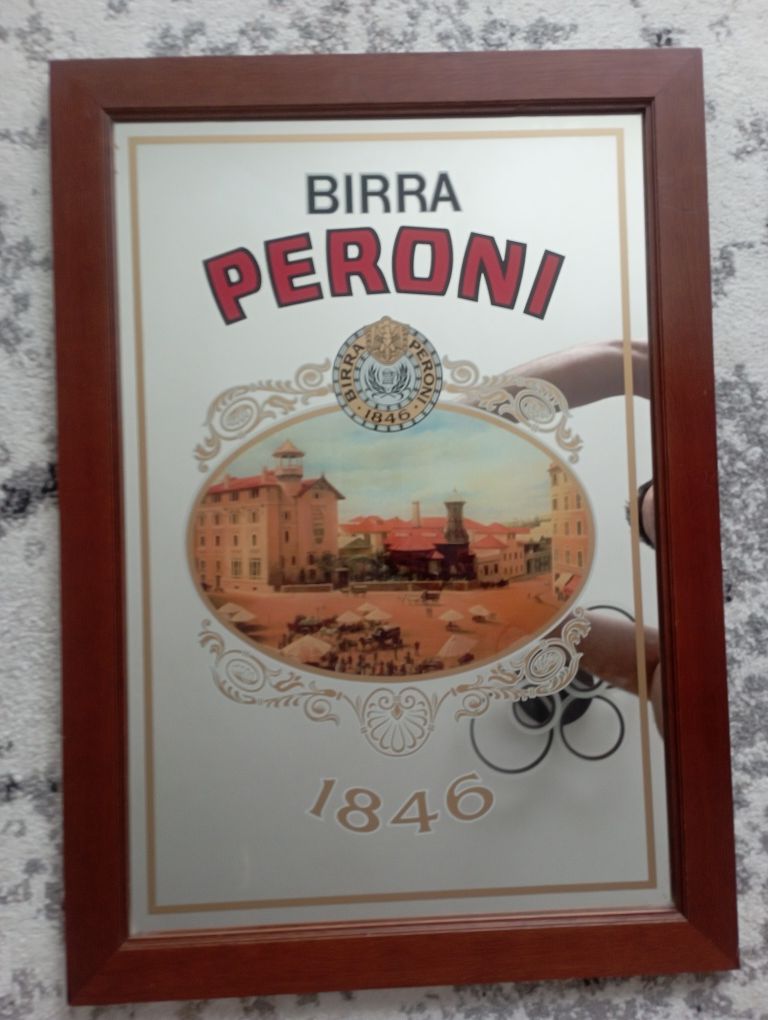 BIRRA
PERONI
BIRRA PERONI
· 1846 ·
1846